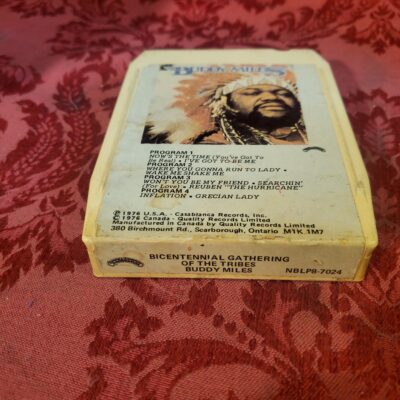 BUDDY MILES
PROGRAM 1
NOW'S THE TIME (You've Got To
Be Real) • I'VE GOT TO BE ME
PROGRAM 2
WHERE YOU GONNA RUN TO LADY •
WAKE ME SHAKE ME
PROGRAM 3
WON'T YOU BE MY FRIEND • SEARCHIN'
(For Love) • REUBEN "THE HURRICANE"
PROGRAM 4
INFLATION • GRECIAN LADY
Ⓟ 1976 U.S.A. - Casablanca Records, Inc.
© 1976 Canada - Quality Records Limited
Manufactured in Canada by Quality Records Limited
380 Birchmount Rd., Scarborough, Ontario M1K 1M7
BICENTENNIAL GATHERING
OF THE TRIBES
BUDDY MILES
NBLP8-7024